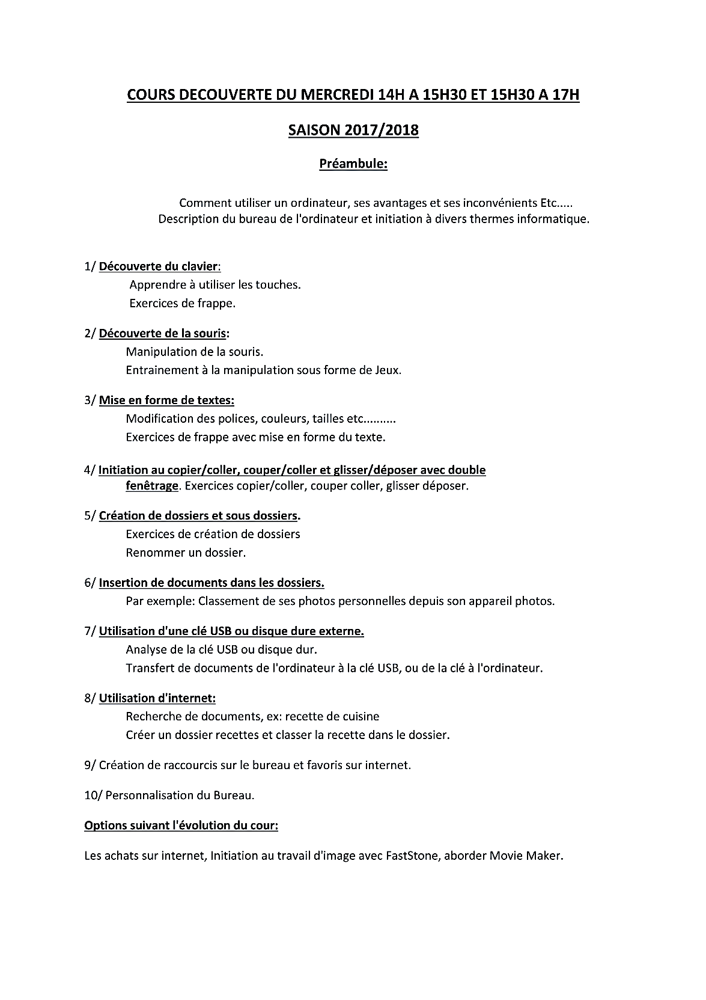 COURS DECOUVERTE DU MERCREDI 14H A 15H30 ET 15H30 A 17H
SAISON 2017/2018
Préambule:
Comment utiliser un ordinateur, ses avantages et ses inconvénients Etc.....
Description du bureau de l'ordinateur et initiation à divers thermes informatique.
1/ Découverte du clavier:
Apprendre à utiliser les touches.
Exercices de frappe.
2/ Découverte de la souris:
Manipulation de la souris.
Entrainement à la manipulation sous forme de Jeux.
3/ Mise en forme de textes:
Modification des polices, couleurs, tailles etc..........
Exercices de frappe avec mise en forme du texte.
4/ Initiation au copier/coller, couper/coller et glisser/déposer avec double
fenêtrage. Exercices copier/coller, couper coller, glisser déposer.
5/ Création de dossiers et sous dossiers.
Exercices de création de dossiers
Renommer un dossier.
6/ Insertion de documents dans les dossiers.
Par exemple: Classement de ses photos personnelles depuis son appareil photos.
7/ Utilisation d'une clé USB ou disque dure externe.
Analyse de la clé USB ou disque dur.
Transfert de documents de l'ordinateur à la clé USB, ou de la clé à l'ordinateur.
8/ Utilisation d'internet:
Recherche de documents, ex: recette de cuisine
Créer un dossier recettes et classer la recette dans le dossier.
9/ Création de raccourcis sur le bureau et favoris sur internet.
10/ Personnalisation du Bureau.
Options suivant l'évolution du cour:
Les achats sur internet, Initiation au travail d'image avec FastStone, aborder Movie Maker.